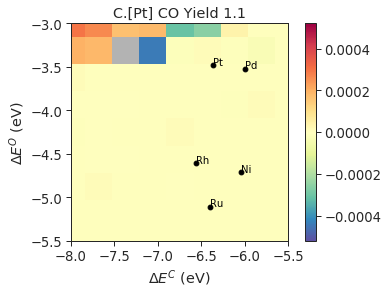 C.[Pt] CO Yield 1.1
−3.0
−3.5
−4.0
−4.5
−5.0
−5.5
ΔE^O (eV)
Pt
Pd
Rh
Ni
Ru
−8.0 −7.5 −7.0 −6.5 −6.0 −5.5
ΔE^C (eV)
0.0004
0.0002
0.0000
−0.0002
−0.0004